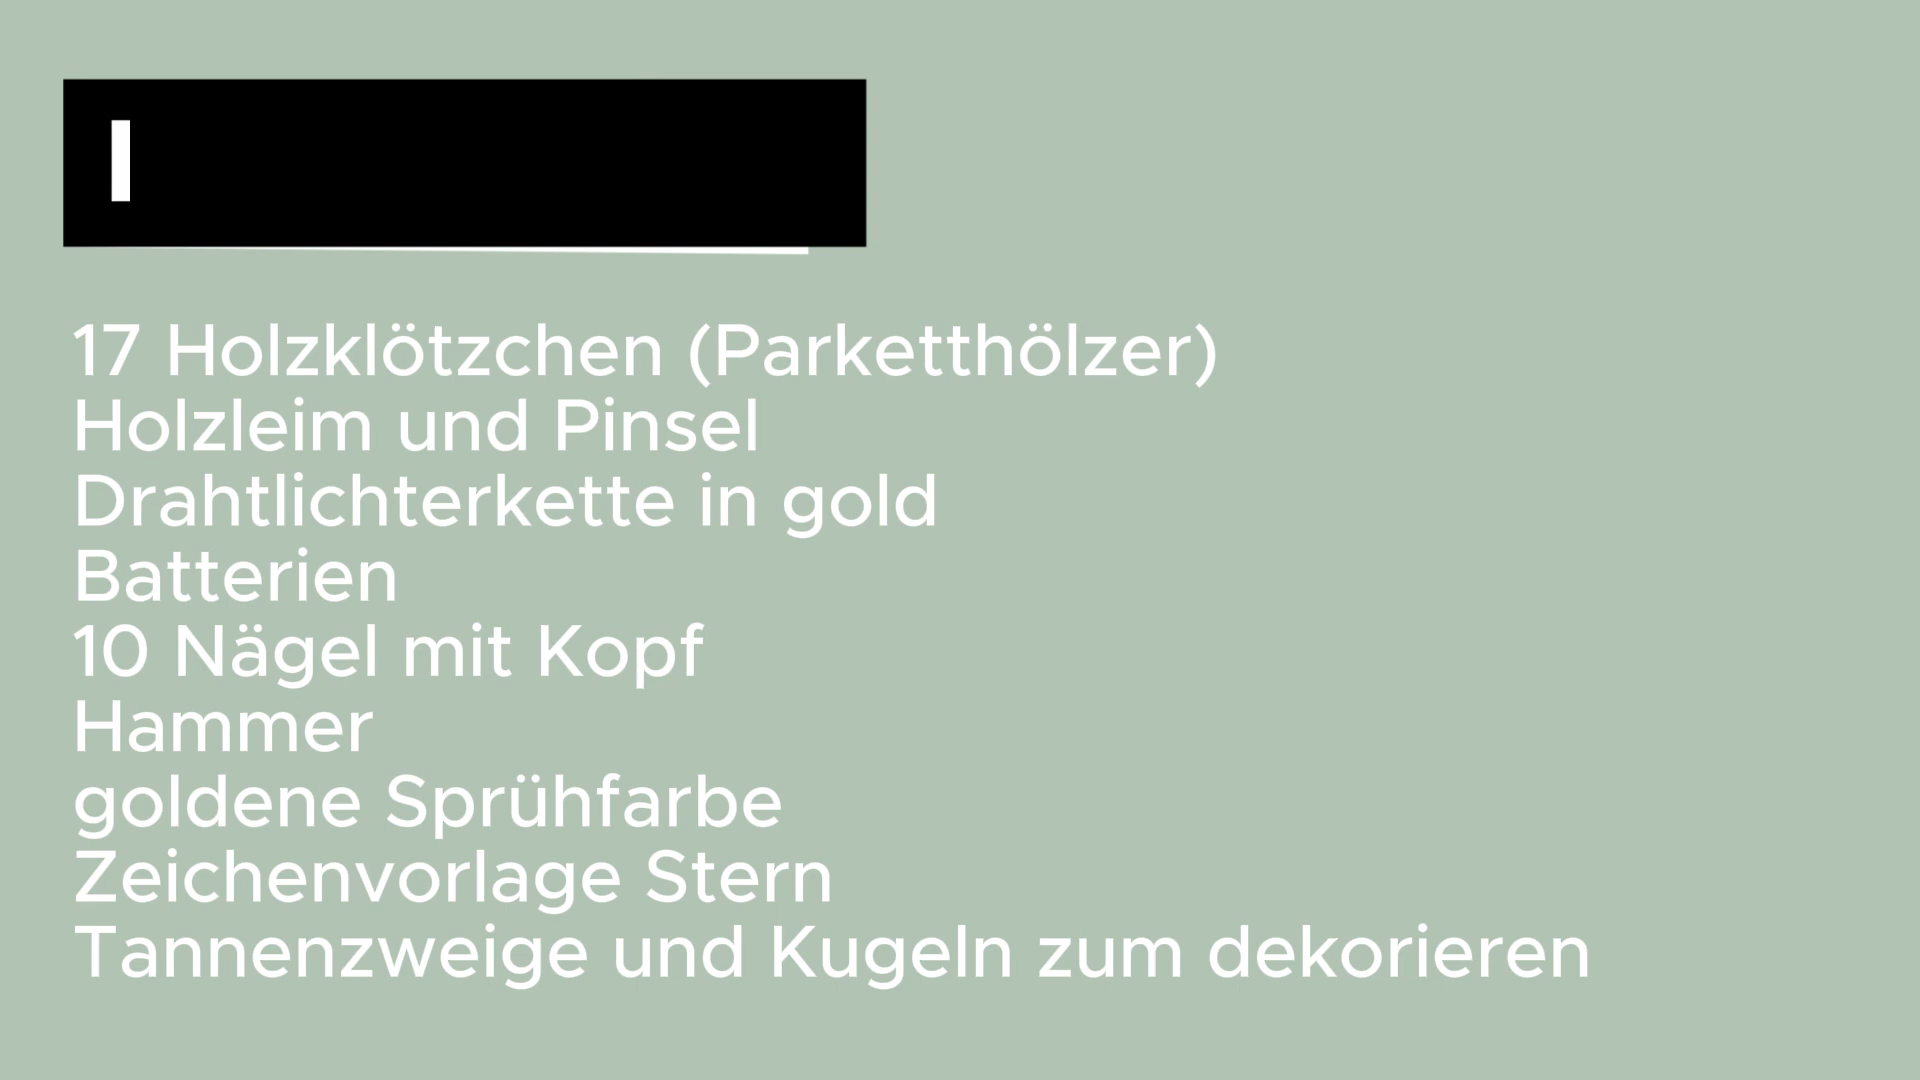 17 Holzklötzchen (Parketthölzer)
Holzleim und Pinsel
Drahtlichterkette in gold
Batterien
10 Nägel mit Kopf
Hammer
goldene Sprühfarbe
Zeichenvorlage Stern
Tannenzweige und Kugeln zum dekorieren